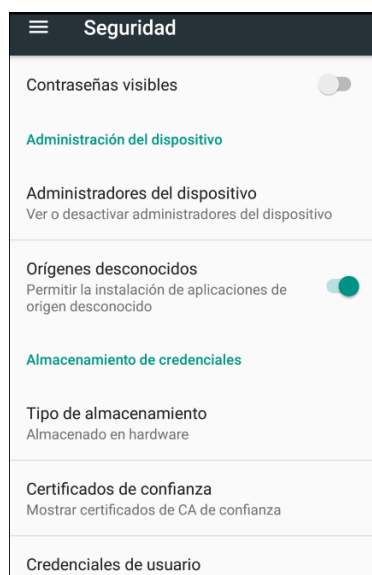 Seguridad
Contraseñas visibles
Administración del dispositivo
Administradores del dispositivo
Ver o desactivar administradores del dispositivo
Orígenes desconocidos
Permitir la instalación de aplicaciones de
origen desconocido
Almacenamiento de credenciales
Tipo de almacenamiento
Almacenado en hardware
Certificados de confianza
Mostrar certificados de CA de confianza
Credenciales de usuario